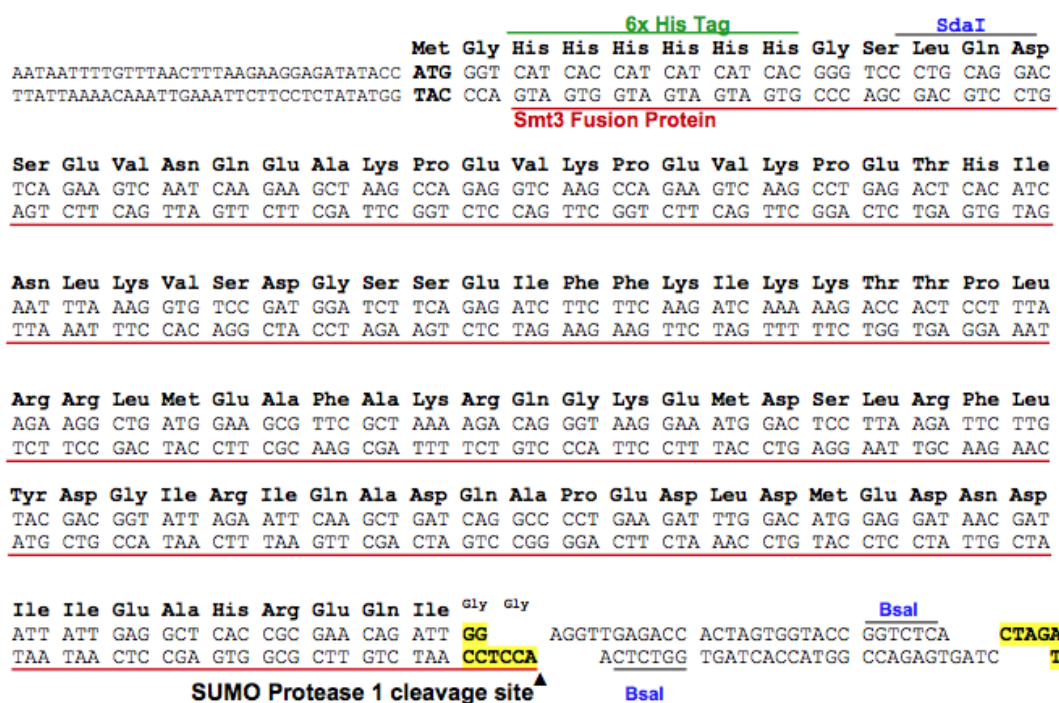 6x His Tag SdaI
Met Gly His His His His His His Gly Ser Leu Gln Asp
AATAATTTTGTTTAACTTTAAGAAGGAGATATACC ATG GGT CAT CAC CAT CAT CAT CAC GGG TCC CTG CAG GAC
TTATTAAAACAAATTGAAATTCTTCCTCTATATGG TAC CCA GTA GTG GTA GTA GTA GTG CCC AGC GAC GTC CTG
Smt3 Fusion Protein
Ser Glu Val Asn Gln Glu Ala Lys Pro Glu Val Lys Pro Glu Val Lys Pro Glu Thr His Ile
TCA GAA GTC AAT CAA GAA GCT AAG CCA GAG GTC AAG CCA GAA GTC AAG CCT GAG ACT CAC ATC
AGT CTT CAG TTA GTT CTT CGA TTC GGT CTC CAG TTC GGT CTT CAG TTC GGA CTC TGA GTG TAG
Asn Leu Lys Val Ser Asp Gly Ser Ser Glu Ile Phe Phe Lys Ile Lys Lys Thr Thr Pro Leu
AAT TTA AAG GTG TCC GAT GGA TCT TCA GAG ATC TTC TTC AAG ATC AAA AAG ACC ACT CCT TTA
TTA AAT TTC CAC AGG CTA CCT AGA AGT CTC TAG AAG AAG TTC TAG TTT TTC TGG TGA GGA AAT
Arg Arg Leu Met Glu Ala Phe Ala Lys Arg Gln Gly Lys Glu Met Asp Ser Leu Arg Phe Leu
AGA AGG CTG ATG GAA GCG TTC GCT AAA AGA CAG GGT AAG GAA ATG GAC TCC TTA AGA TTC TTG
TCT TCC GAC TAC CTT CGC AAG CGA TTT TCT GTC CCA TTC CTT TAC CTG AGG AAT TGC AAG AAC
Tyr Asp Gly Ile Arg Ile Gln Ala Asp Gln Ala Pro Glu Asp Leu Asp Met Glu Asp Asn Asp
TAC GAC GGT ATT AGA ATT CAA GCT GAT CAG GCC CCT GAA GAT TTG GAC ATG GAG GAT AAC GAT
ATG CTG CCA TAA CTT TAA GTT CGA CTA GTC CGG GGA CTT CTA AAC CTG TAC CTC CTA TTG CTA
Ile Ile Glu Ala His Arg Glu Gln Ile Gly Gly BsaI
ATT ATT GAG GCT CAC CGC GAA CAG ATT GG AGGTTGAGACC ACTAGTGGTACC GGTCTCA CTAGA
TAA TAA CTC CGA GTG GCG CTT GTC TAA CCTCCA ACTCTGG TGATCACCATGG CCAGAGTGATC T
SUMO Protease 1 cleavage site BsaI